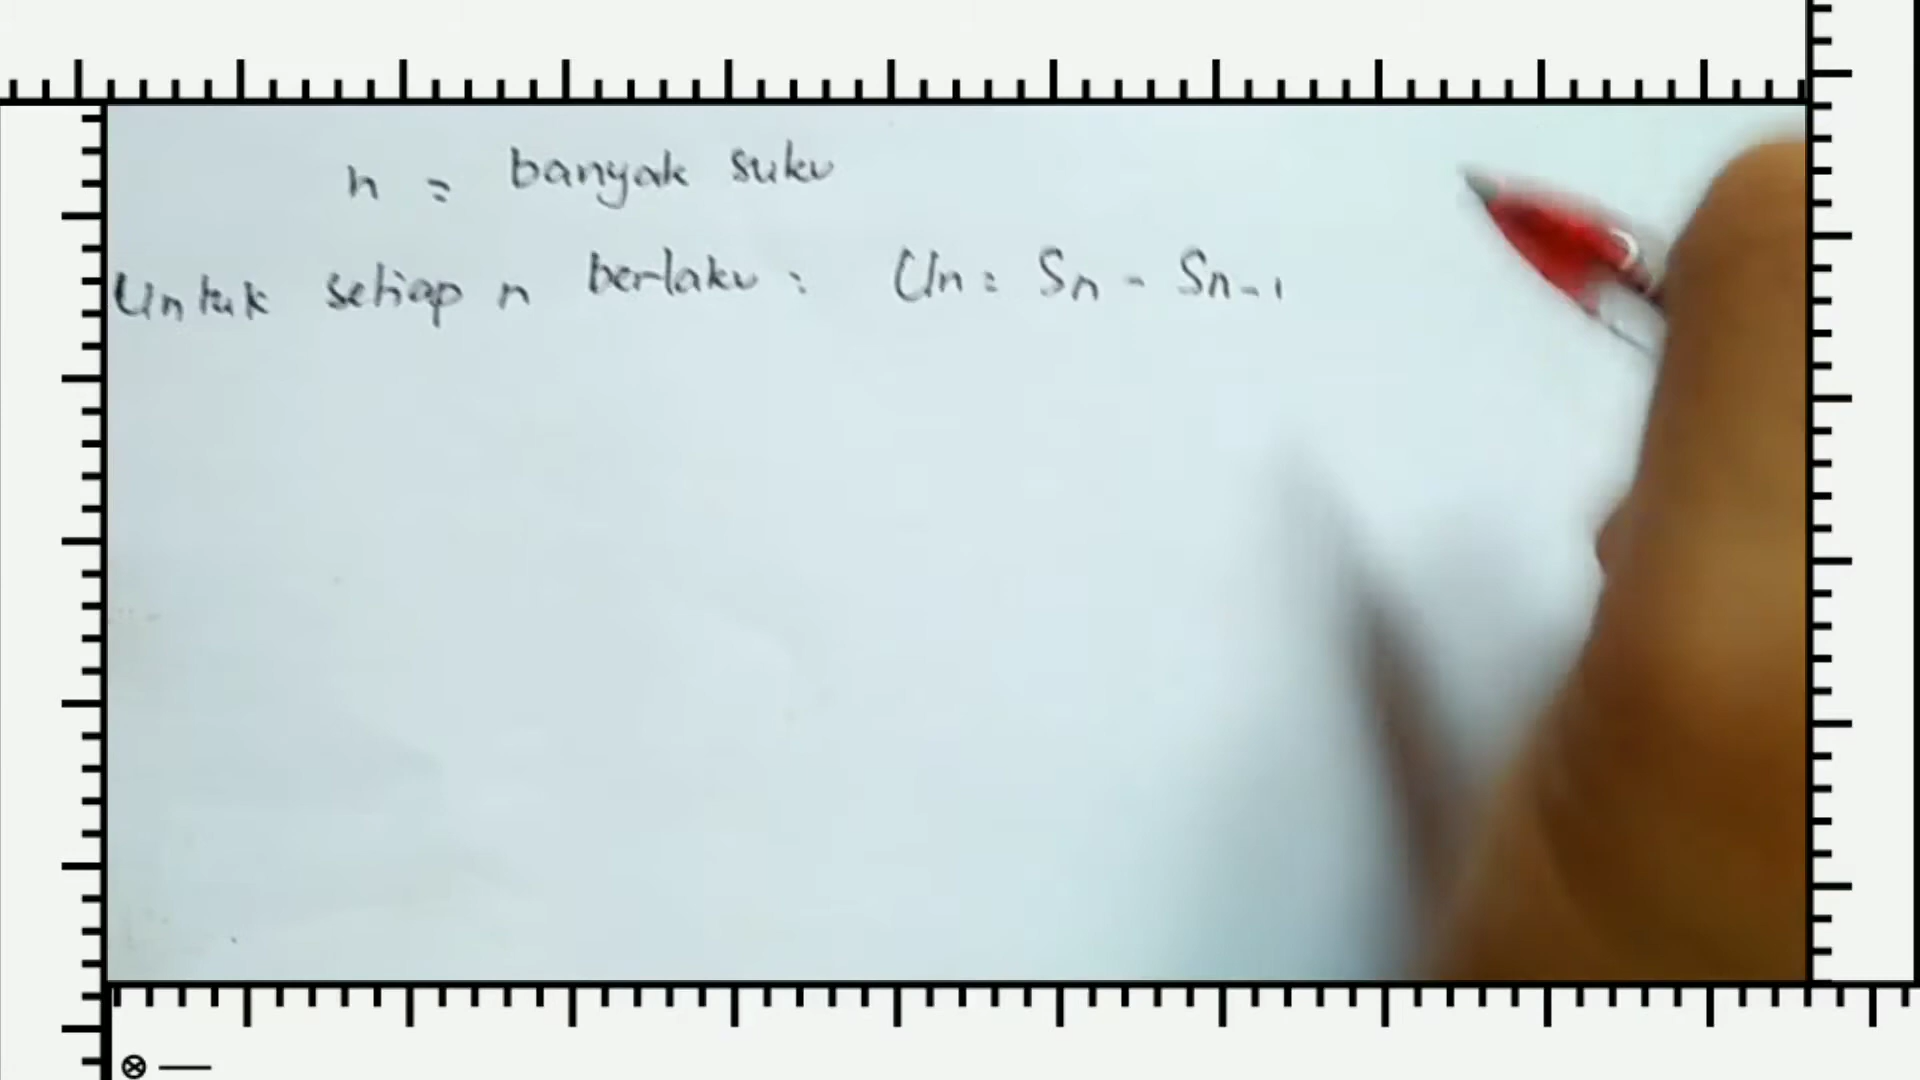 n = banyak suku
Untuk setiap n berlaku : Un = Sn - Sn-1